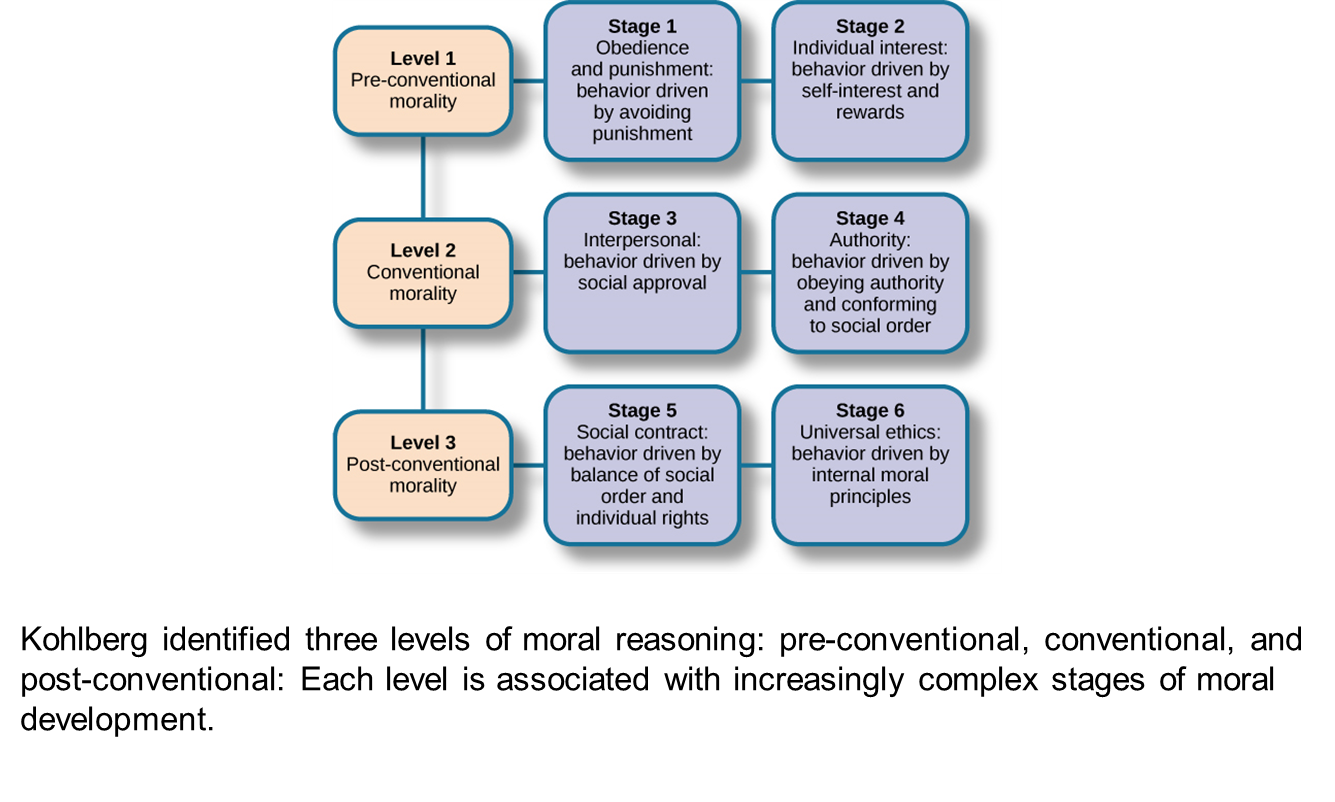 Level 1
Pre-conventional
morality
Stage 1
Obedience
and punishment:
behavior driven
by avoiding
punishment
Stage 2
Individual interest:
behavior driven by
self-interest and
rewards
Level 2
Conventional
morality
Stage 3
Interpersonal:
behavior driven by
social approval
Stage 4
Authority:
behavior driven by
obeying authority
and conforming
to social order
Level 3
Post-conventional
morality
Stage 5
Social contract:
behavior driven by
balance of social
order and
individual rights
Stage 6
Universal ethics:
behavior driven by
internal moral
principles
Kohlberg identified three levels of moral reasoning: pre-conventional, conventional, and
post-conventional: Each level is associated with increasingly complex stages of moral
development.